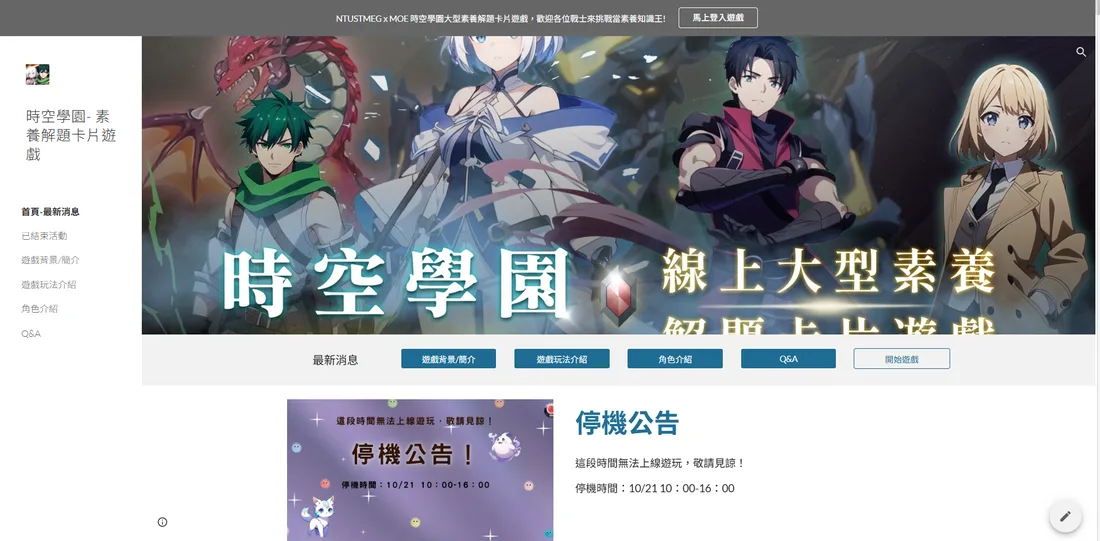 NTUSTMEG x MOE 時空學園大型素養解題卡片遊戲，歡迎各位戰士來挑戰當素養知識王!
馬上登入遊戲
時空學園- 素
養解題卡片遊
戲
首頁-最新消息
已結束活動
遊戲背景/簡介
遊戲玩法介紹
角色介紹
Q&A
時空學園
線上大型素養
解題卡片遊戲
最新消息
遊戲背景/簡介
遊戲玩法介紹
角色介紹
Q&A
開始遊戲
這段時間無法上線遊玩，敬請見諒！
停機公告！
停機時間：10/21 10：00-16：00
停機公告
這段時間無法上線遊玩，敬請見諒！
停機時間：10/21 10：00-16：00